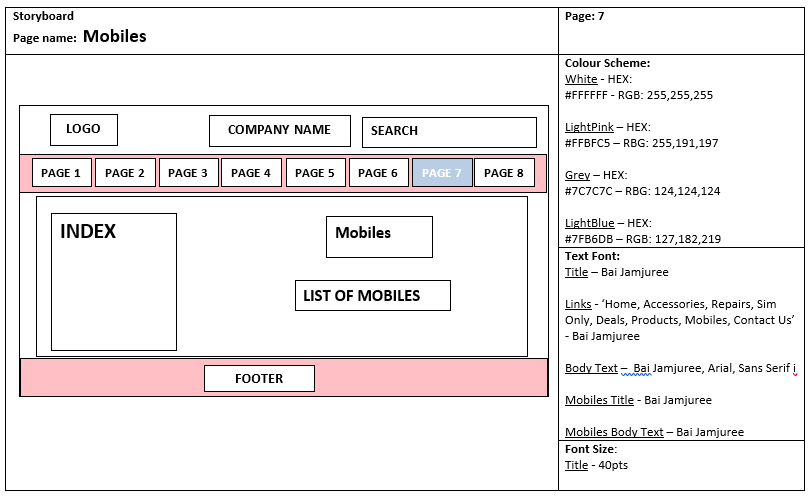 Storyboard
Page name: Mobiles
Page: 7
LOGO
COMPANY NAME
SEARCH
PAGE 1
PAGE 2
PAGE 3
PAGE 4
PAGE 5
PAGE 6
PAGE 7
PAGE 8
INDEX
Mobiles
LIST OF MOBILES
FOOTER
Colour Scheme:
White - HEX:
#FFFFFF - RGB: 255,255,255
LightPink – HEX:
#FFBFC5 – RBG: 255,191,197
Grey – HEX:
#7C7C7C – RBG: 124,124,124
LightBlue – HEX:
#7FB6DB – RGB: 127,182,219
Text Font:
Title – Bai Jamjuree
Links - ‘Home, Accessories, Repairs, Sim
Only, Deals, Products, Mobiles, Contact Us’
- Bai Jamjuree
Body Text – Bai Jamjuree, Arial, Sans Serif i
Mobiles Title - Bai Jamjuree
Mobiles Body Text – Bai Jamjuree
Font Size:
Title - 40pts